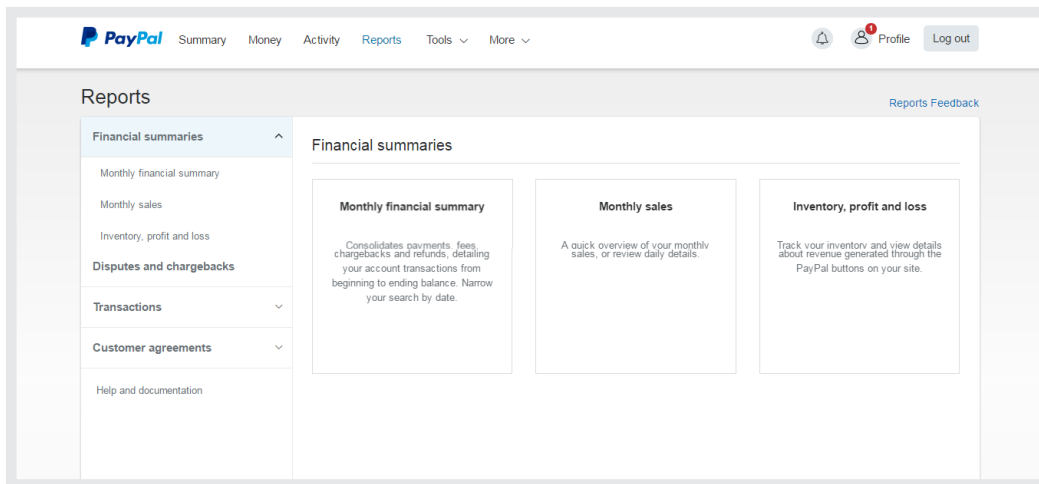 PayPal Summary Money Activity Reports Tools More 1 Profile Log out
Reports
Reports Feedback
Financial summaries
Monthly financial summary
Monthly sales
Inventory, profit and loss
Disputes and chargebacks
Transactions
Customer agreements
Help and documentation
Financial summaries
Monthly financial summary
Consolidates payments, fees,
chargebacks and refunds, detailing
your account transactions from
beginning to ending balance. Narrow
your search by date.
Monthly sales
A quick overview of your monthly
sales, or review daily details.
Inventory, profit and loss
Track your inventory and view details
about revenue generated through the
PayPal buttons on your site.